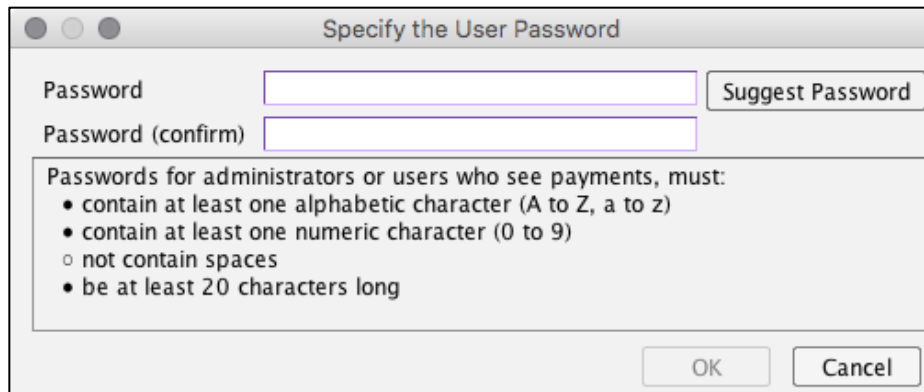 Specify the User Password
Password
Suggest Password
Password (confirm)
Passwords for administrators or users who see payments, must:
• contain at least one alphabetic character (A to Z, a to z)
• contain at least one numeric character (0 to 9)
○ not contain spaces
• be at least 20 characters long
OK
Cancel